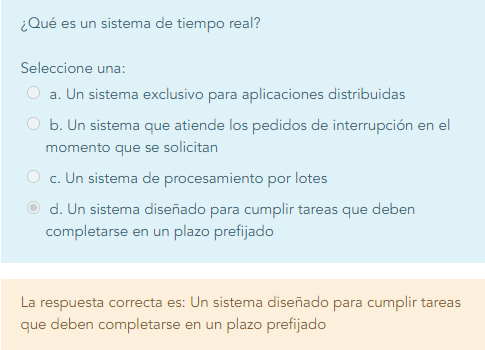 ¿Qué es un sistema de tiempo real?
Seleccione una:
a. Un sistema exclusivo para aplicaciones distribuidas
b. Un sistema que atiende los pedidos de interrupción en el
momento que se solicitan
c. Un sistema de procesamiento por lotes
d. Un sistema diseñado para cumplir tareas que deben
completarse en un plazo prefijado
La respuesta correcta es: Un sistema diseñado para cumplir tareas
que deben completarse en un plazo prefijado